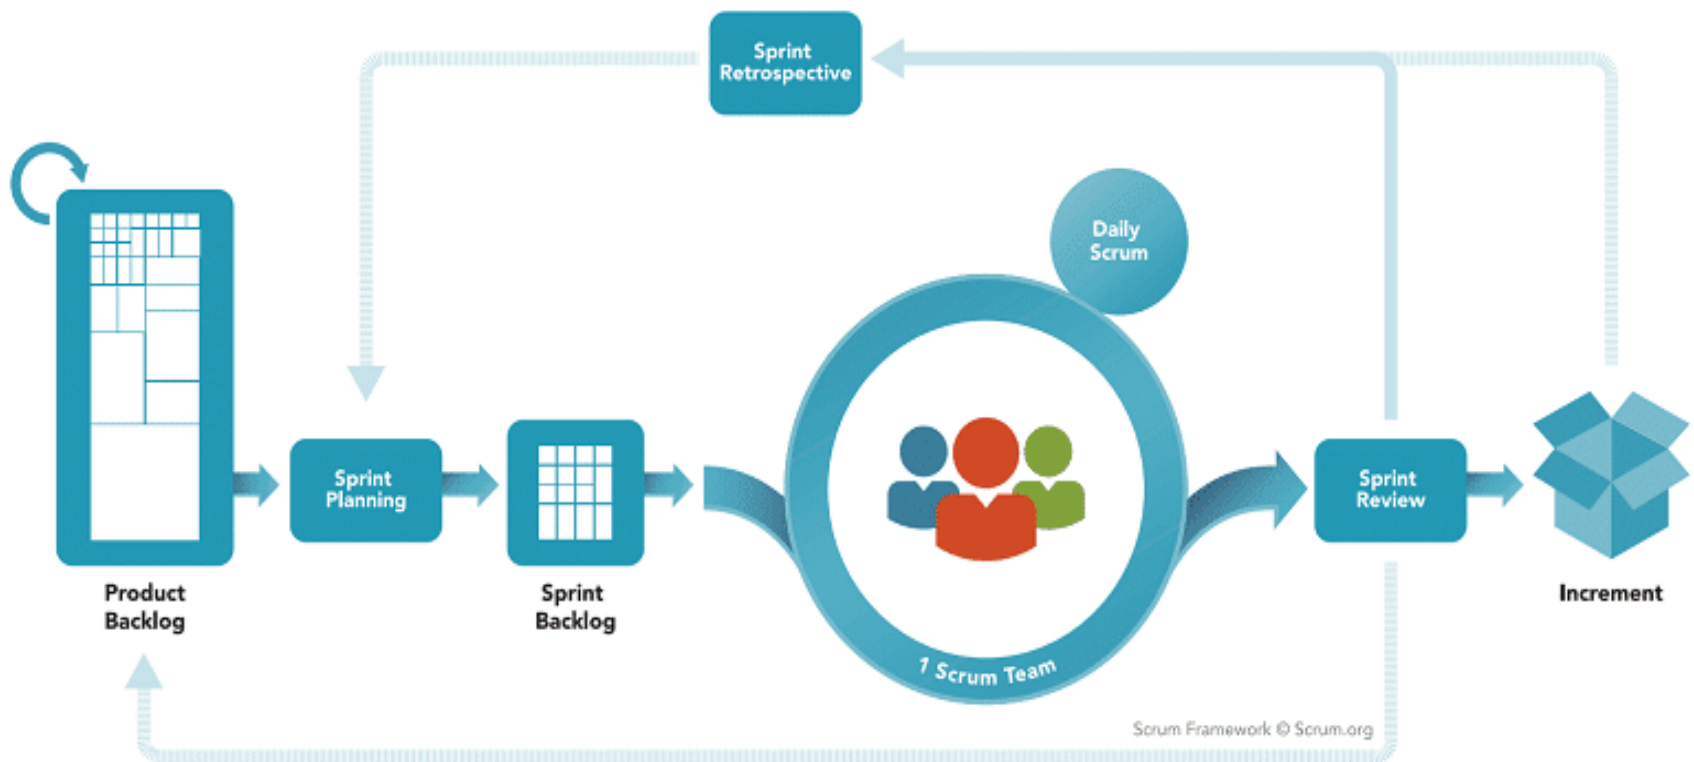 Sprint
Retrospective
Daily
Scrum
Sprint
Planning
Sprint
Review
Product
Backlog
Sprint
Backlog
Increment
1 Scrum Team
Scrum Framework © Scrum.org